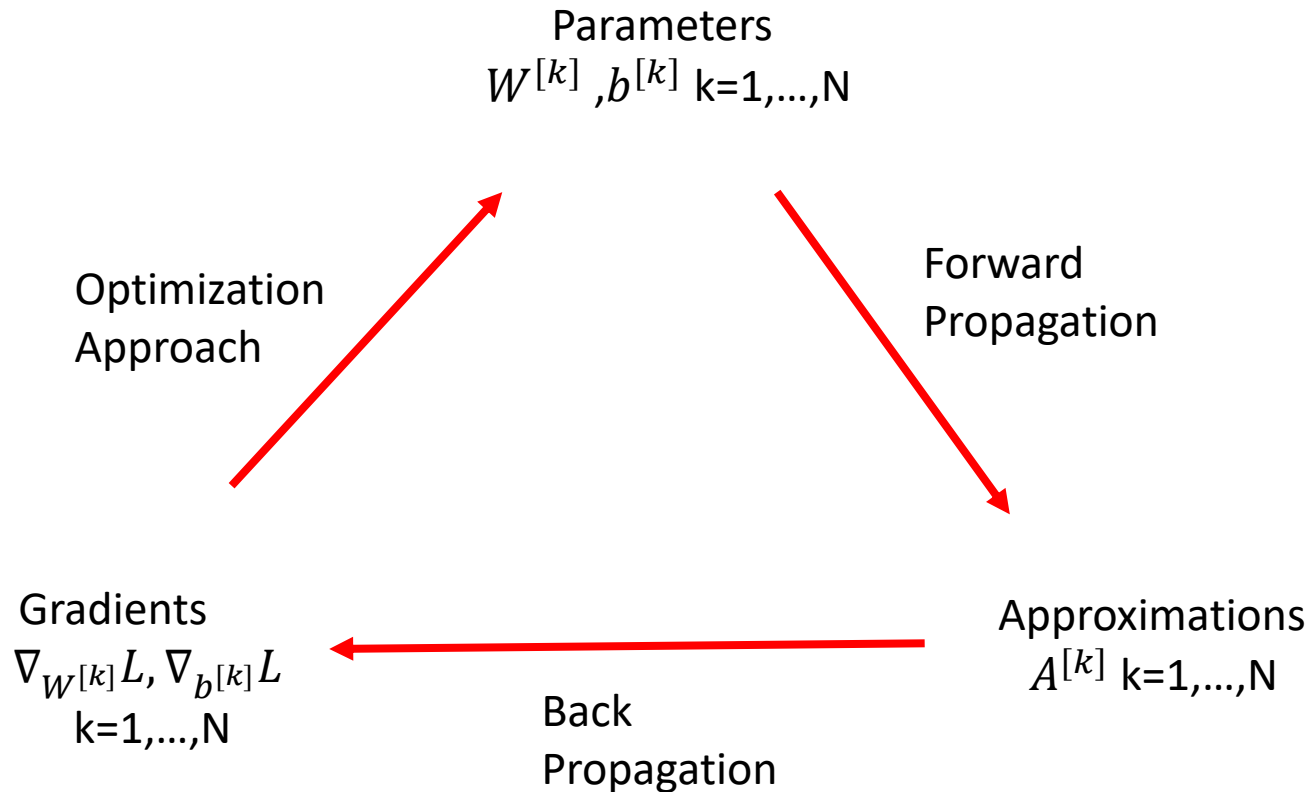 Parameters
W^{[k]} ,b^{[k]} k=1,…,N
Optimization
Approach
Forward
Propagation
Gradients
∇_{W^{[k]}}L, ∇_{b^{[k]}}L
k=1,…,N
Approximations
A^{[k]} k=1,…,N
Back
Propagation